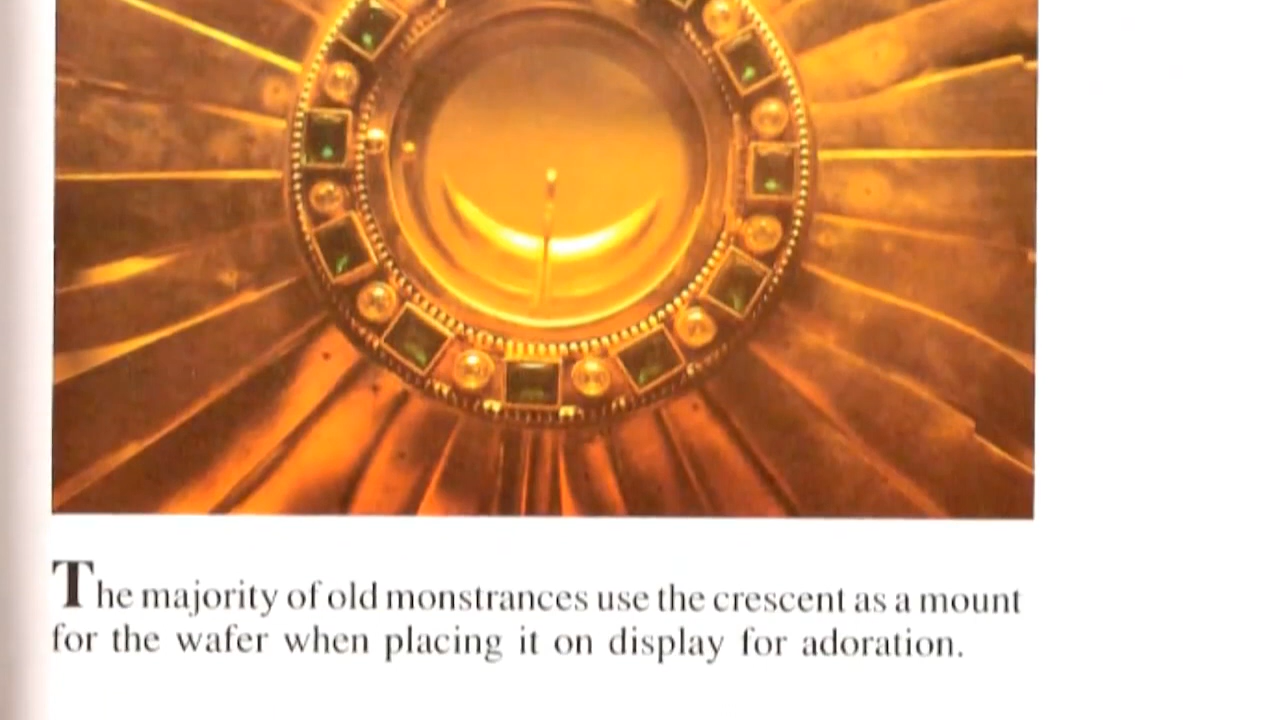 The majority of old monstrances use the crescent as a mount
for the wafer when placing it on display for adoration.